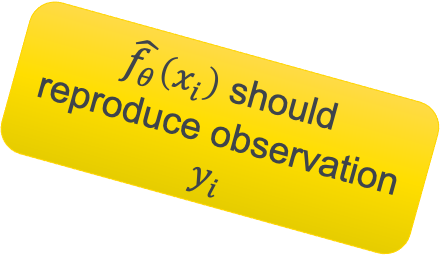 f̂_θ(x_i) should
reproduce observation
y_i